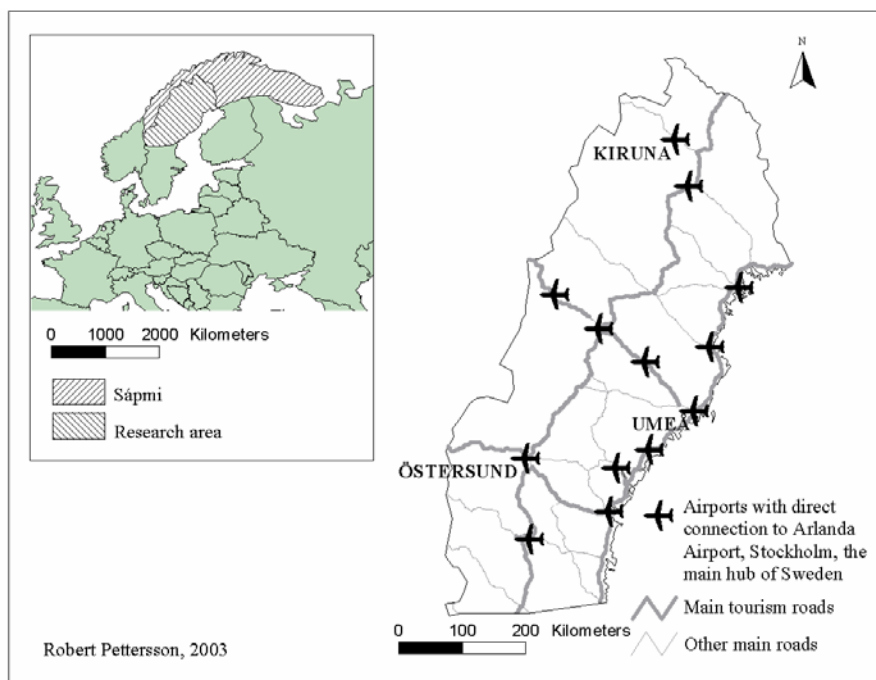 0 1000 2000 Kilometers
Sápmi
Research area
Robert Pettersson, 2003
N
KIRUNA
UMEÅ
ÖSTERSUND
Airports with direct
connection to Arlanda
Airport, Stockholm, the
main hub of Sweden
Main tourism roads
Other main roads
0 100 200 Kilometers